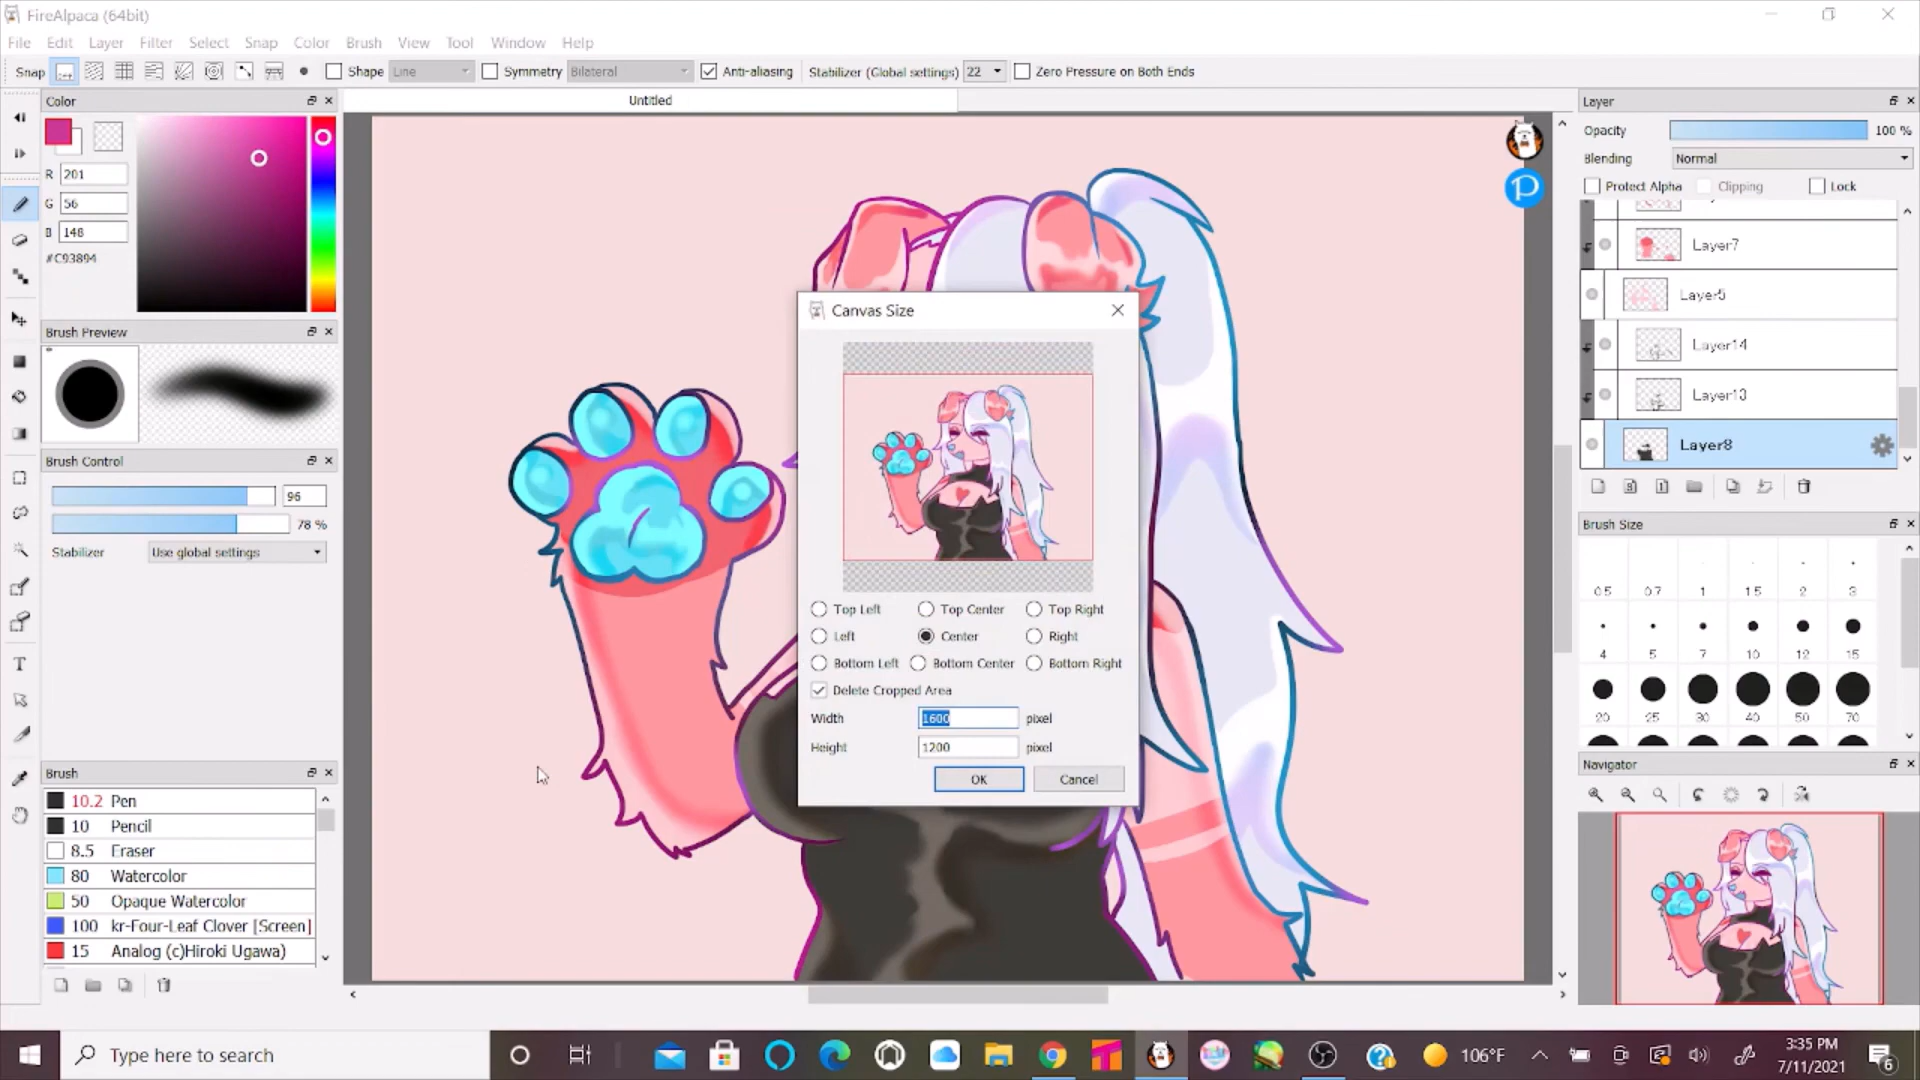 FireAlpaca (64bit)
File Edit Layer Filter Select Snap Color Brush View Tool Window Help
Snap Shape Line Symmetry Bilateral Anti-aliasing Stabilizer (Global settings) 22 Zero Pressure on Both Ends
Color
Untitled
R 201
G 56
B 148
#C93894
Brush Preview
Brush Control
96
78 %
Stabilizer Use global settings
Brush
10.2 Pen
10 Pencil
8.5 Eraser
80 Watercolor
50 Opaque Watercolor
100 kr-Four-Leaf Clover [Screen]
15 Analog (c)Hiroki Ugawa)
Canvas Size
Top Left Top Center Top Right
Left Center Right
Bottom Left Bottom Center Bottom Right
Delete Cropped Area
Width 1600 pixel
Height 1200 pixel
OK Cancel
Layer
Opacity 100 %
Blending Normal
Protect Alpha Clipping Lock
Layer7
Layer5
Layer14
Layer13
Layer8
Brush Size
0.5 0.7 1 1.5 2 3
4 5 7 10 12 15
20 25 30 40 50 70
Navigator
Type here to search
106°F
3:35 PM
7/11/2021
6